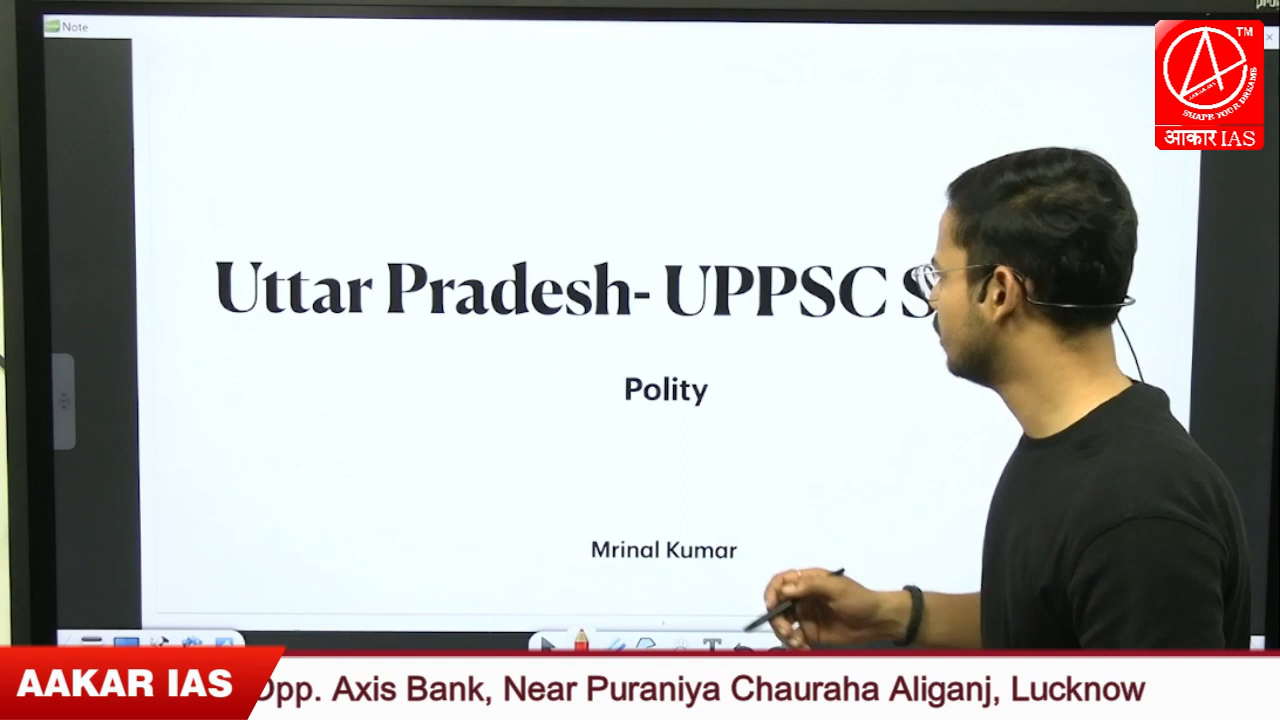 Note
TM
SHAPE YOUR DREAMS
आकार IAS
Uttar Pradesh- UPPSC
Polity
Mrinal Kumar
AAKAR IAS
Opp. Axis Bank, Near Puraniya Chauraha Aliganj, Lucknow